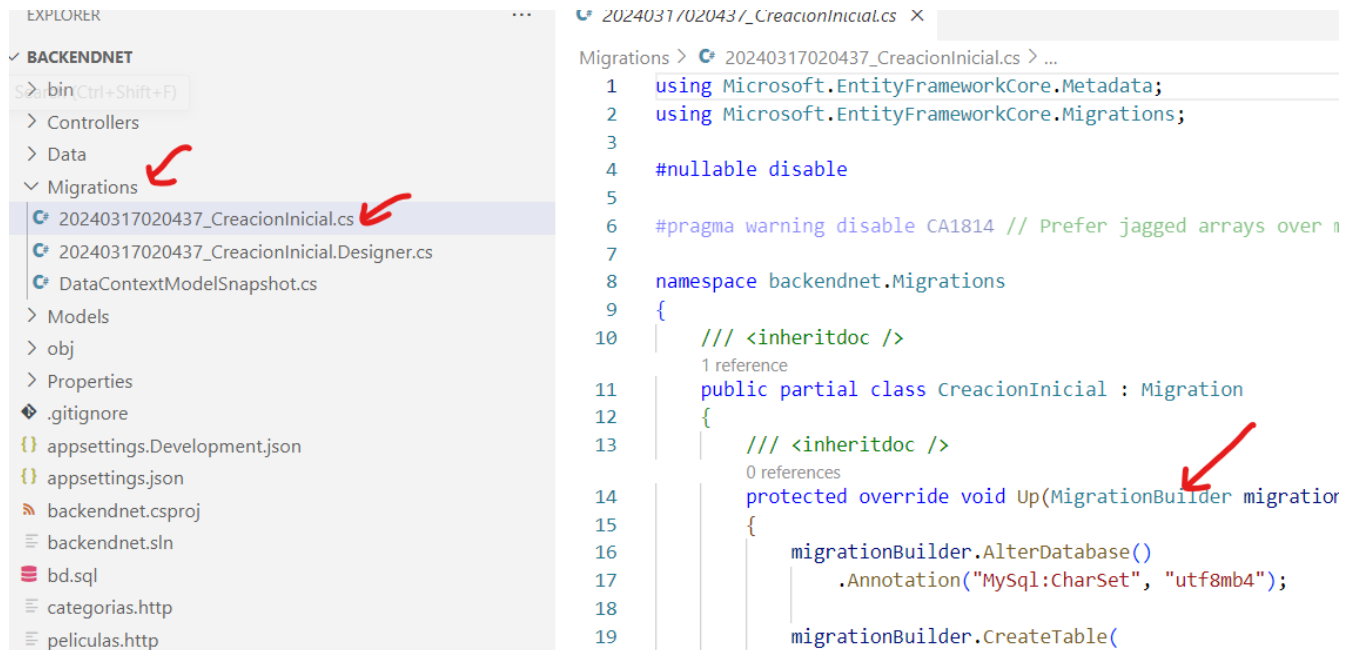 EXPLORER
...
BACKENDNET
bin
Search (Ctrl+Shift+F)
Controllers
Data
Migrations
C# 20240317020437_CreacionInicial.cs
C# 20240317020437_CreacionInicial.Designer.cs
C# DataContextModelSnapshot.cs
Models
obj
Properties
.gitignore
{} appsettings.Development.json
{} appsettings.json
backendnet.csproj
backendnet.sln
bd.sql
categorias.http
peliculas.http
C# 20240317020437_CreacionInicial.cs ×
Migrations > C# 20240317020437_CreacionInicial.cs > ...
1 using Microsoft.EntityFrameworkCore.Metadata;
2 using Microsoft.EntityFrameworkCore.Migrations;
3
4 #nullable disable
5
6 #pragma warning disable CA1814 // Prefer jagged arrays over
7
8 namespace backendnet.Migrations
9 {
10 /// <inheritdoc />
1 reference
11 public partial class CreacionInicial : Migration
12 {
13 /// <inheritdoc />
0 references
14 protected override void Up(MigrationBuilder migration
15 {
16 migrationBuilder.AlterDatabase()
17 .Annotation("MySql:CharSet", "utf8mb4");
18
19 migrationBuilder.CreateTable(